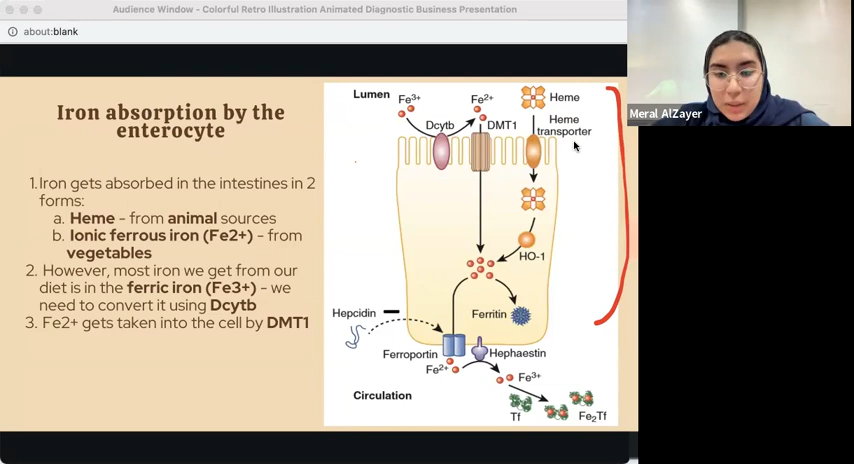 Audience Window - Colorful Retro Illustration Animated Diagnostic Business Presentation
about:blank
Meral AlZayer
Iron absorption by the
enterocyte
1. Iron gets absorbed in the intestines in 2
forms:
a. Heme - from animal sources
b. Ionic ferrous iron (Fe2+) - from
vegetables
2. However, most iron we get from our
diet is in the ferric iron (Fe3+) - we
need to convert it using Dcytb
3. Fe2+ gets taken into the cell by DMT1
Lumen
Fe3+
Fe2+
Heme
Heme
transporter
Dcytb
DMT1
HO-1
Hepcidin
Ferritin
Ferroportin
Hephaestin
Fe2+
Fe3+
Circulation
Tf
Fe2Tf